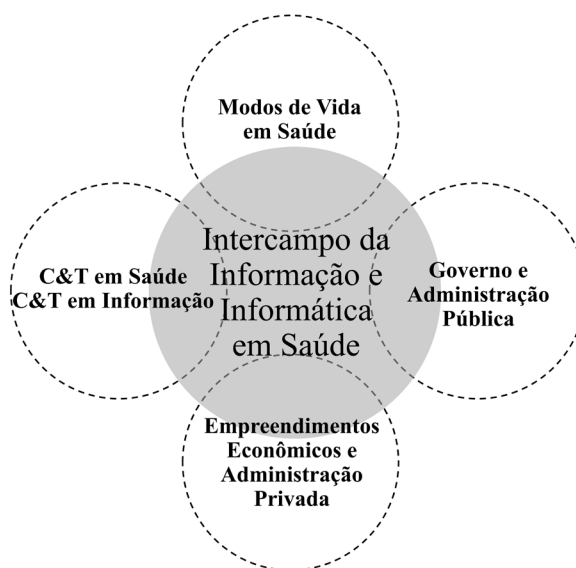 Modos de Vida
em Saúde
C&T em Saúde
C&T em Informação
Intercampo da
Informação e
Informática
em Saúde
Governo e
Administração
Pública
Empreendimentos
Econômicos e
Administração
Privada